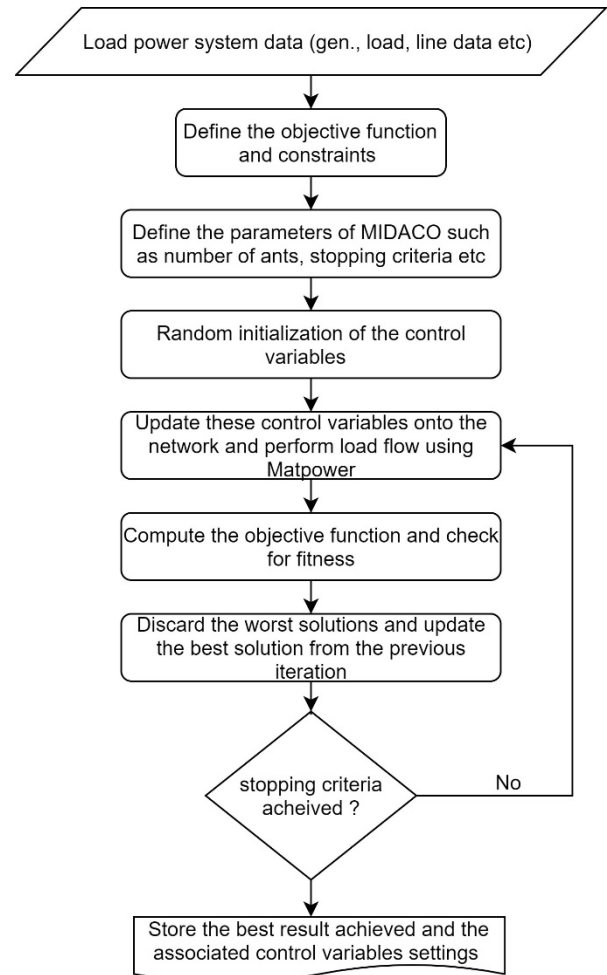 Load power system data (gen., load, line data etc)
Define the objective function
and constraints
Define the parameters of MIDACO such
as number of ants, stopping criteria etc
Random initialization of the control
variables
Update these control variables onto the
network and perform load flow using
Matpower
Compute the objective function and check
for fitness
Discard the worst solutions and update
the best solution from the previous
iteration
stopping criteria
acheived ?
No
Store the best result achieved and the
associated control variables settings